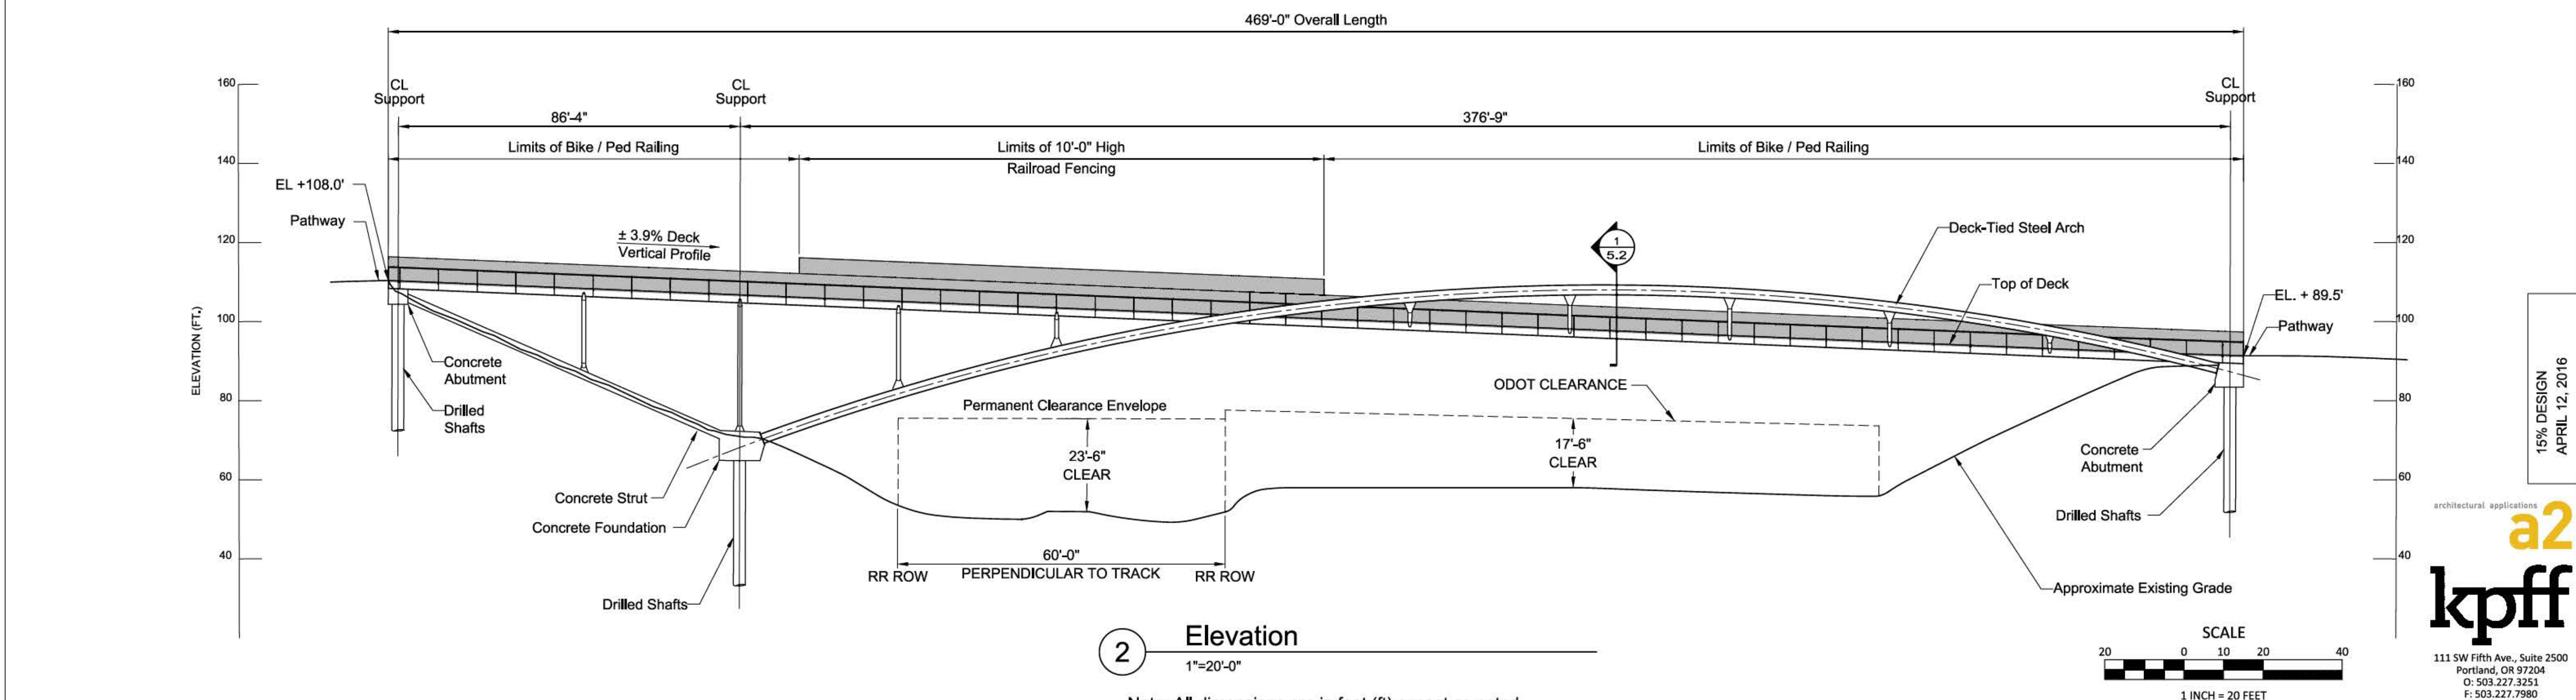 469'-0" Overall Length
160
CL
Support
CL
Support
CL
Support
160
86'-4"
376'-9"
Limits of Bike / Ped Railing
Limits of 10'-0" High
Railroad Fencing
Limits of Bike / Ped Railing
140
140
EL +108.0'
Pathway
± 3.9% Deck
Vertical Profile
1
5.2
Deck-Tied Steel Arch
120
120
Top of Deck
EL. + 89.5'
Pathway
ELEVATION (FT.)
100
100
Concrete
Abutment
Drilled
Shafts
ODOT CLEARANCE
Permanent Clearance Envelope
80
80
23'-6"
CLEAR
17'-6"
CLEAR
Concrete
Abutment
60
60
Concrete Strut
Concrete Foundation
Drilled Shafts
40
40
60'-0"
RR ROW
PERPENDICULAR TO TRACK
RR ROW
Drilled Shafts
Approximate Existing Grade
2
Elevation
1"=20'-0"
SCALE
20 0 10 20 40
1 INCH = 20 FEET
15% DESIGN
APRIL 12, 2016
architectural applications
a2
kpff
111 SW Fifth Ave., Suite 2500
Portland, OR 97204
O: 503.227.3251
F: 503.227.7980